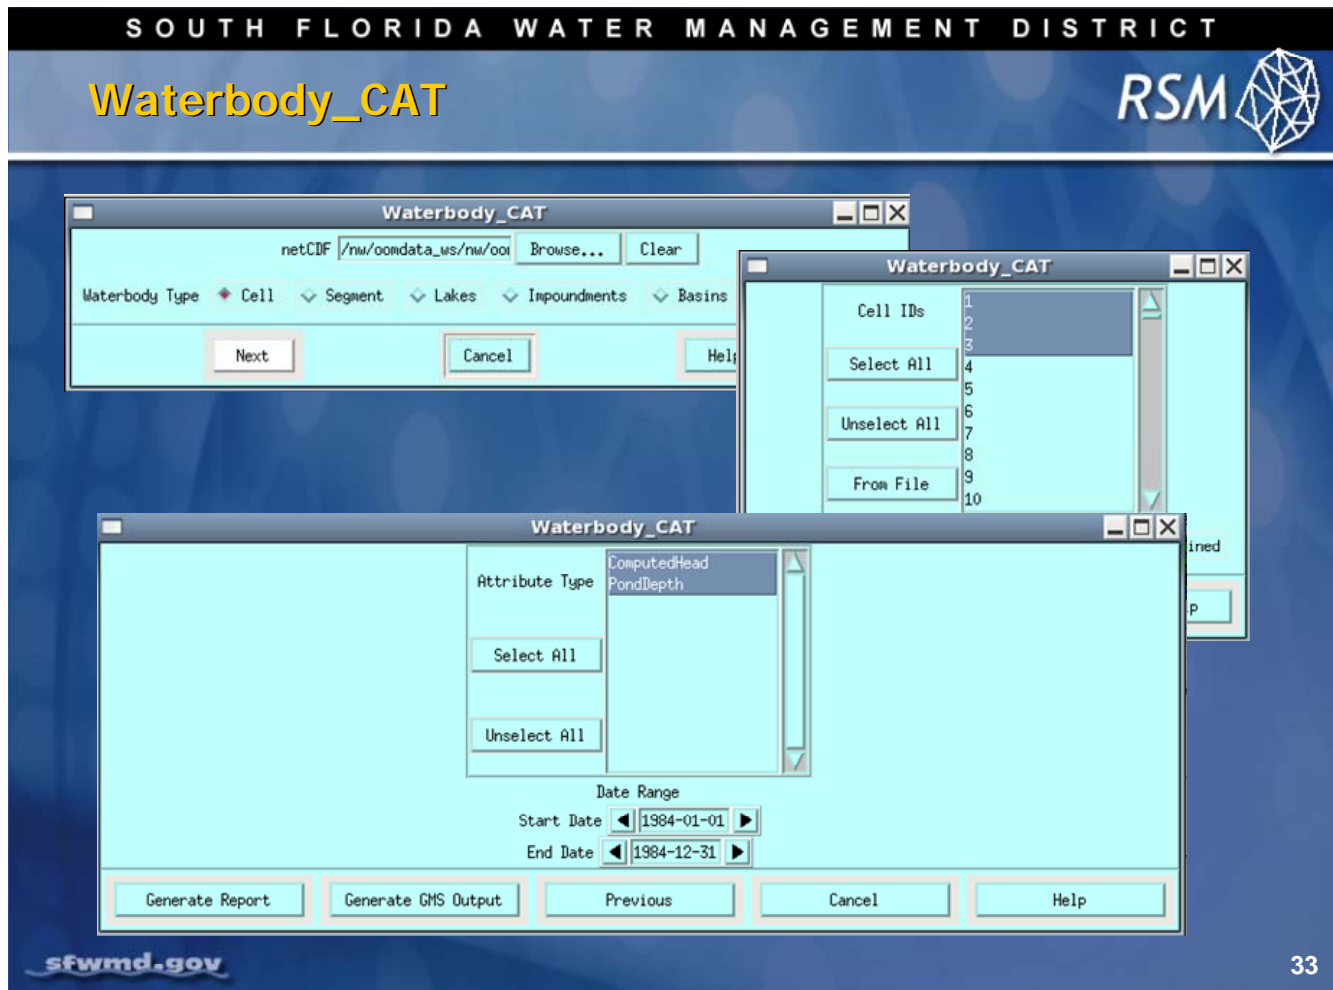 SOUTH FLORIDA WATER MANAGEMENT DISTRICT
Waterbody_CAT
RSM
Waterbody_CAT
netCDF /nw/oomdata_ws/nw/oo Browse... Clear
Waterbody Type Cell Segment Lakes Impoundments Basins
Next Cancel Help
Waterbody_CAT
Cell IDs
Select All
Unselect All
From File
1
2
3
4
5
6
7
8
9
10
ined
p
Waterbody_CAT
Attribute Type
ComputedHead
PondDepth
Select All
Unselect All
Date Range
Start Date 1984-01-01
End Date 1984-12-31
Generate Report Generate GMS Output Previous Cancel Help
sfwmd.gov
33